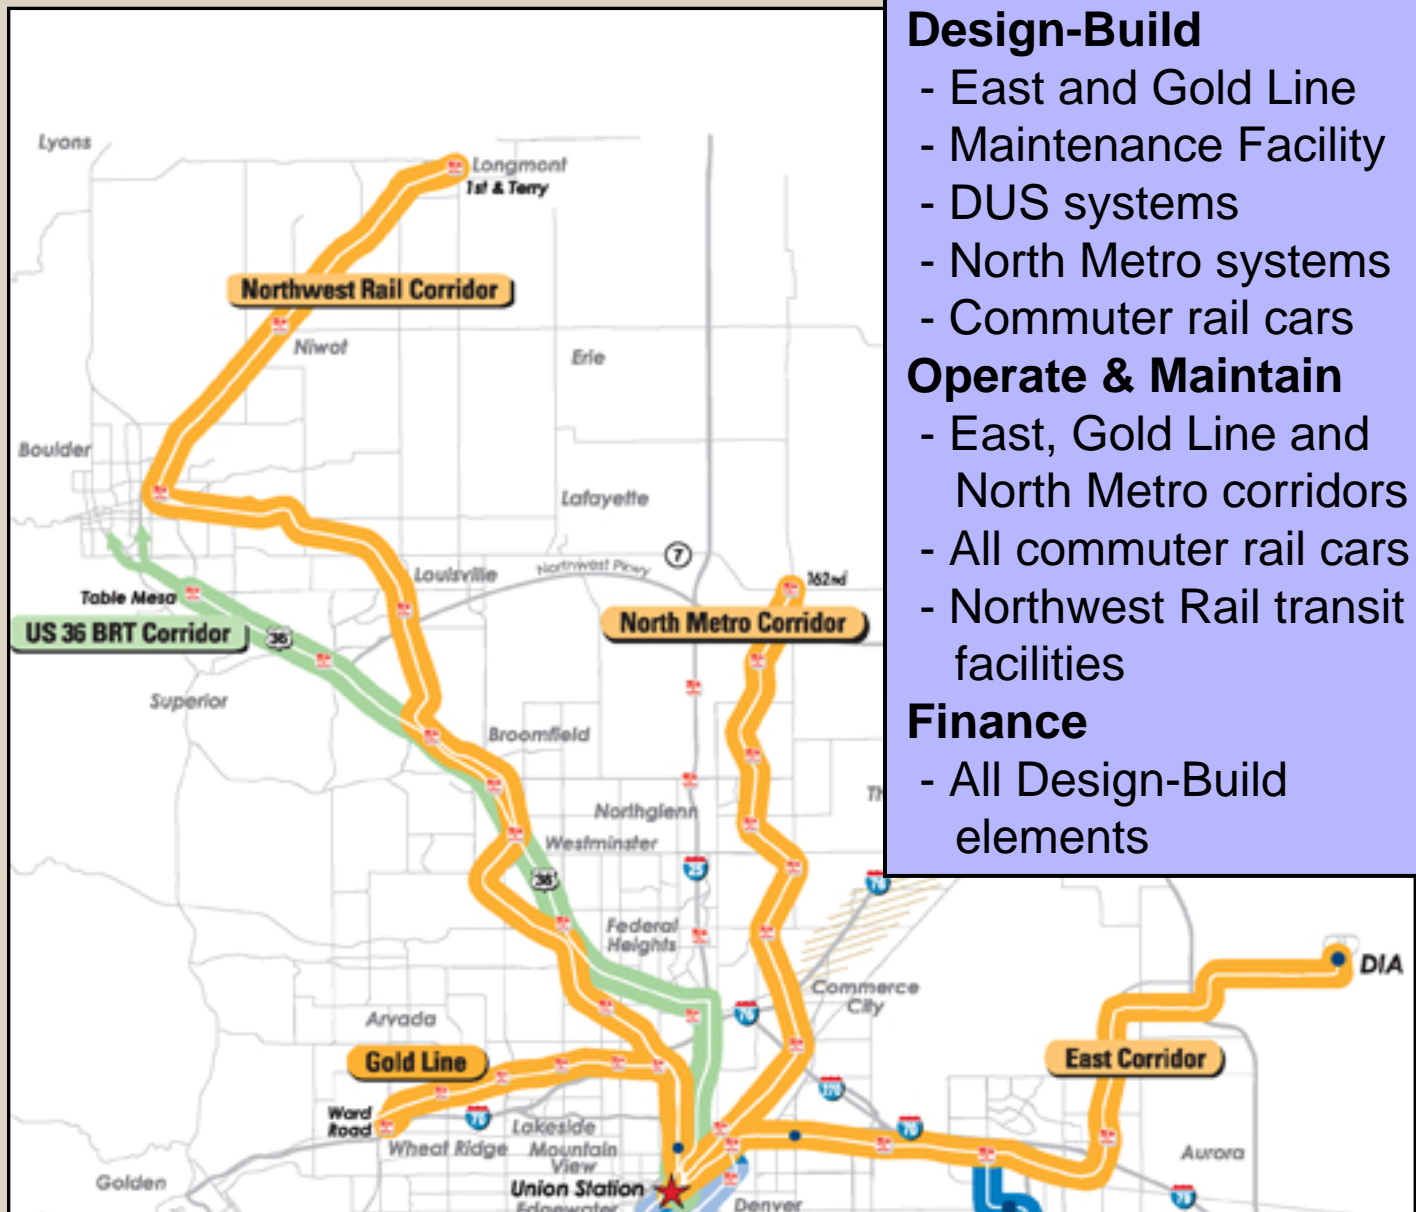 Design-Build
- East and Gold Line
- Maintenance Facility
- DUS systems
- North Metro systems
- Commuter rail cars
Operate & Maintain
- East, Gold Line and
North Metro corridors
- All commuter rail cars
- Northwest Rail transit
facilities
Finance
- All Design-Build
elements
Lyons
Longmont
1st & Terry
Northwest Rail Corridor
Niwot
Erie
Boulder
Lafayette
Louisville
Northwest Pkwy
7
162nd
Table Mesa
US 36 BRT Corridor
36
North Metro Corridor
Superior
Broomfield
Northglenn
Westminster
25
76
36
Federal
Heights
DIA
Commerce
City
Arvada
76
Gold Line
East Corridor
270
Ward
Road
76
Lakeside
70
Wheat Ridge
Mountain
View
Aurora
Golden
Union Station
Edgewater
Denver